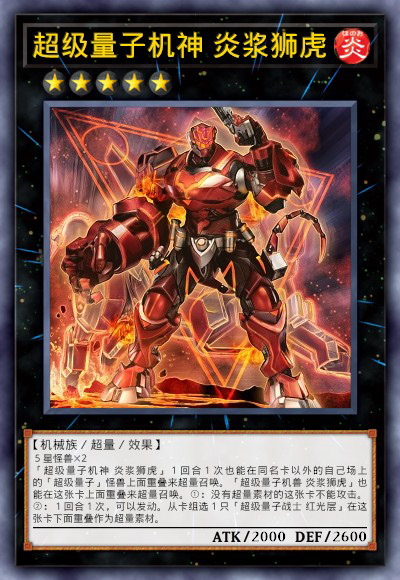 超级量子机神 炎浆狮虎
ほのお
炎
【机械族 / 超量 / 效果】
5星怪兽×2
「超级量子机神 炎浆狮虎」1回合1次也能在同名卡以外的自己场上
的「超级量子」怪兽上面重叠来超量召唤。「超级量子机兽 炎浆狮虎」也
能在这张卡上面重叠来超量召唤。①：没有超量素材的这张卡不能攻击。
②：1回合1次，可以发动。从卡组选1只「超级量子战士 红光层」在这
张卡下面重叠作为超量素材。
ATK/2000 DEF/2600